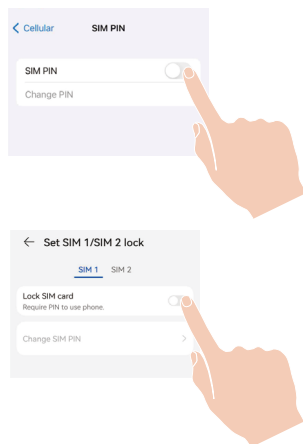 Cellular SIM PIN
SIM PIN
Change PIN
Set SIM 1/SIM 2 lock
SIM 1 SIM 2
Lock SIM card
Require PIN to use phone.
Change SIM PIN